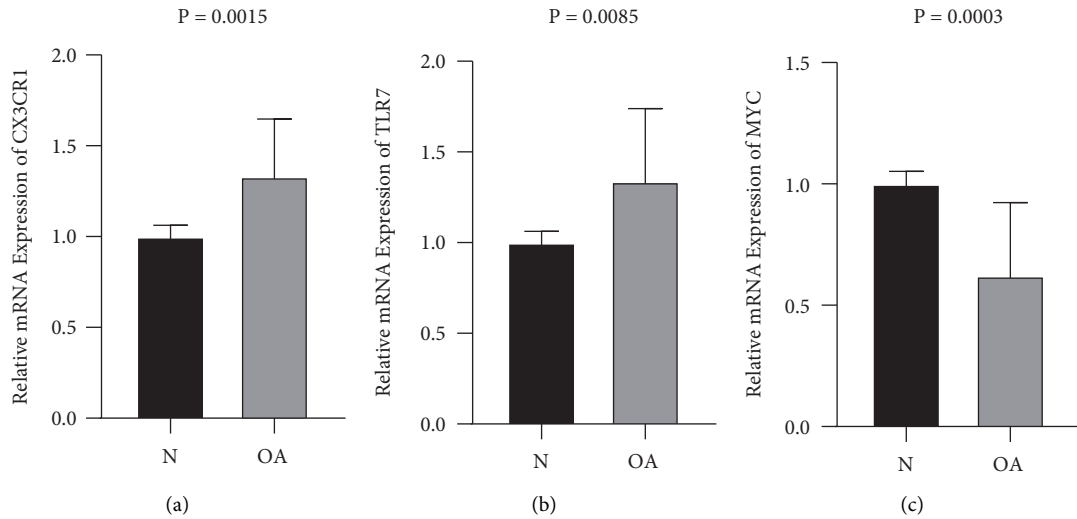 P = 0.0015
Relative mRNA Expression of CX3CR1
2.0
1.5
1.0
0.5
0.0
N
OA
(a)
P = 0.0085
Relative mRNA Expression of TLR7
2.0
1.5
1.0
0.5
0.0
N
OA
(b)
P = 0.0003
Relative mRNA Expression of MYC
1.5
1.0
0.5
0.0
N
OA
(c)